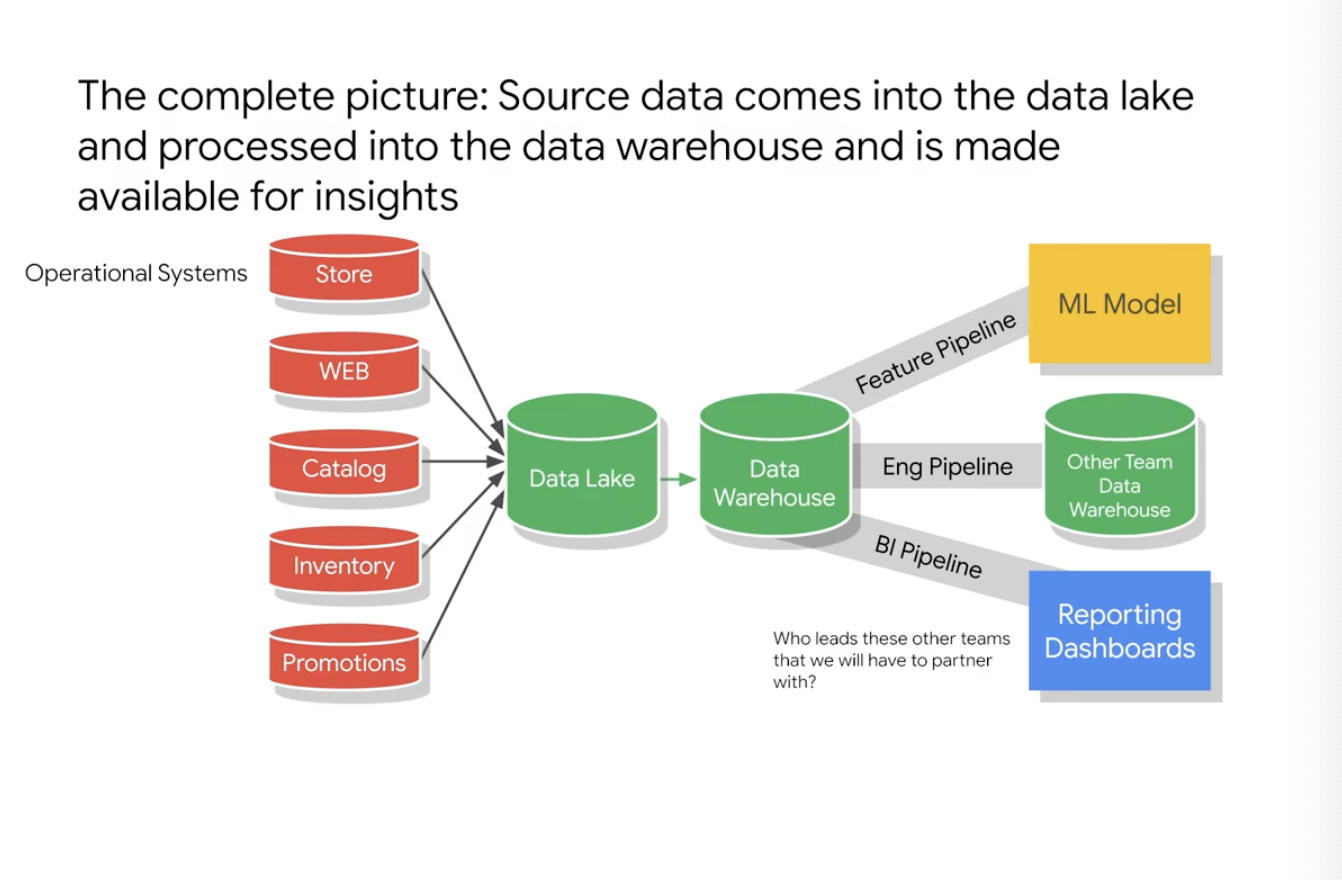 The complete picture: Source data comes into the data lake
and processed into the data warehouse and is made
available for insights
Operational Systems
Store
WEB
Catalog
Inventory
Promotions
Data Lake
Data
Warehouse
Feature Pipeline
Eng Pipeline
BI Pipeline
ML Model
Other Team
Data
Warehouse
Reporting
Dashboards
Who leads these other teams
that we will have to partner
with?